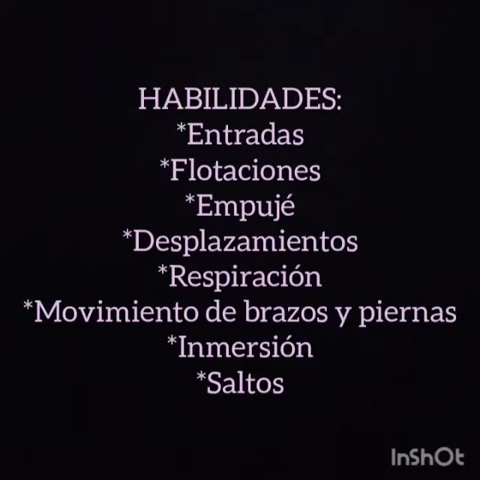 HABILIDADES:
*Entradas
*Flotaciones
*Empujé
*Desplazamientos
*Respiración
*Movimiento de brazos y piernas
*Inmersión
*Saltos
InShOt